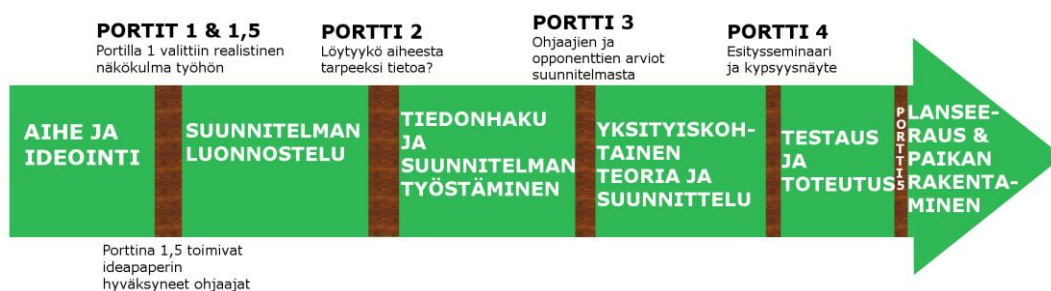 PORTIT 1 & 1,5
Portilla 1 valittiin realistinen
näkökulma työhön
PORTTI 2
Löytyykö aiheesta
tarpeeksi tietoa?
PORTTI 3
Ohjaajien ja
opponenttien arviot
suunnitelmasta
PORTTI 4
Esitysseminaari
ja kypsyysnäyte
AIHE JA
IDEOINTI
SUUNNITELMAN
LUONNOSTELU
TIEDONHAKU
JA
SUUNNITELMAN
TYÖSTÄMINEN
YKSITYISKOH-
TAINEN
TEORIA JA
SUUNNITTELU
TESTAUS
JA
TOTEUTUS
PORTTI5
LANSEE-
RAUS &
PAIKAN
RAKENTA-
MINEN
Porttina 1,5 toimivat
ideapaperin
hyväksyneet ohjaajat